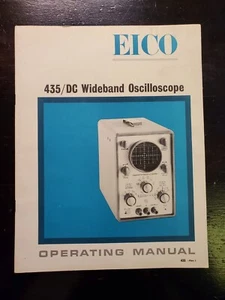 EICO
435/DC Wideband Oscilloscope
OPERATING MANUAL